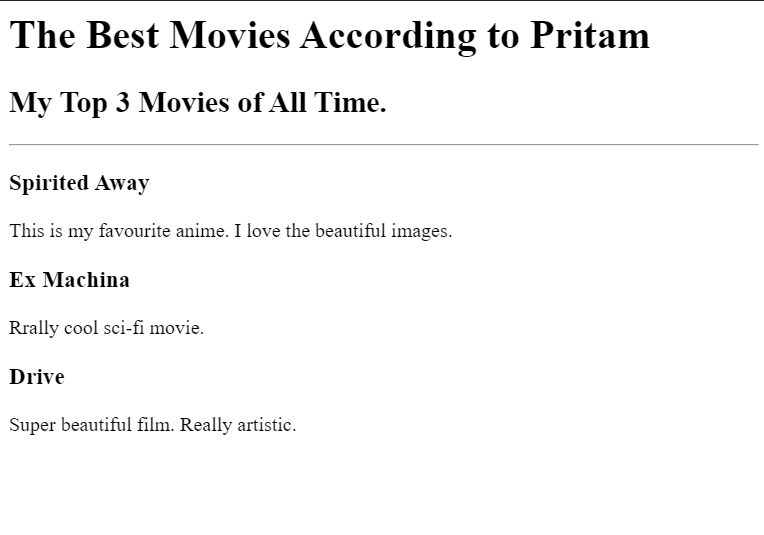 The Best Movies According to Pritam
My Top 3 Movies of All Time.
Spirited Away
This is my favourite anime. I love the beautiful images.
Ex Machina
Rrally cool sci-fi movie.
Drive
Super beautiful film. Really artistic.